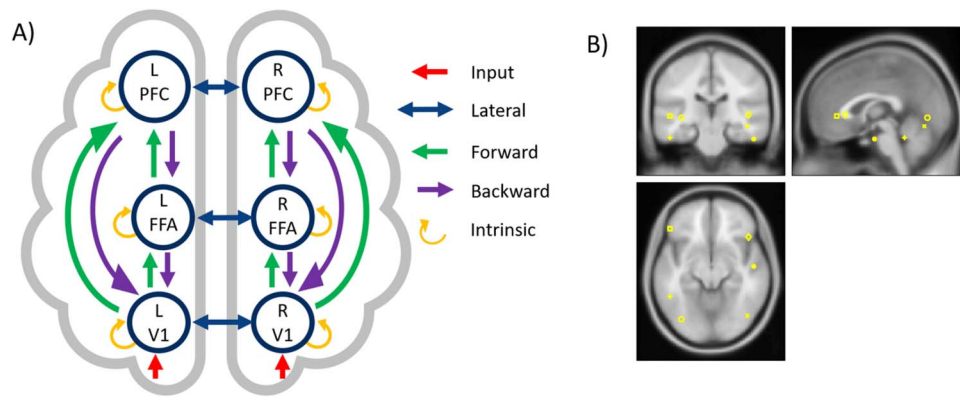 A)
L
PFC
R
PFC
L
FFA
R
FFA
L
V1
R
V1
Input
Lateral
Forward
Backward
Intrinsic
B)